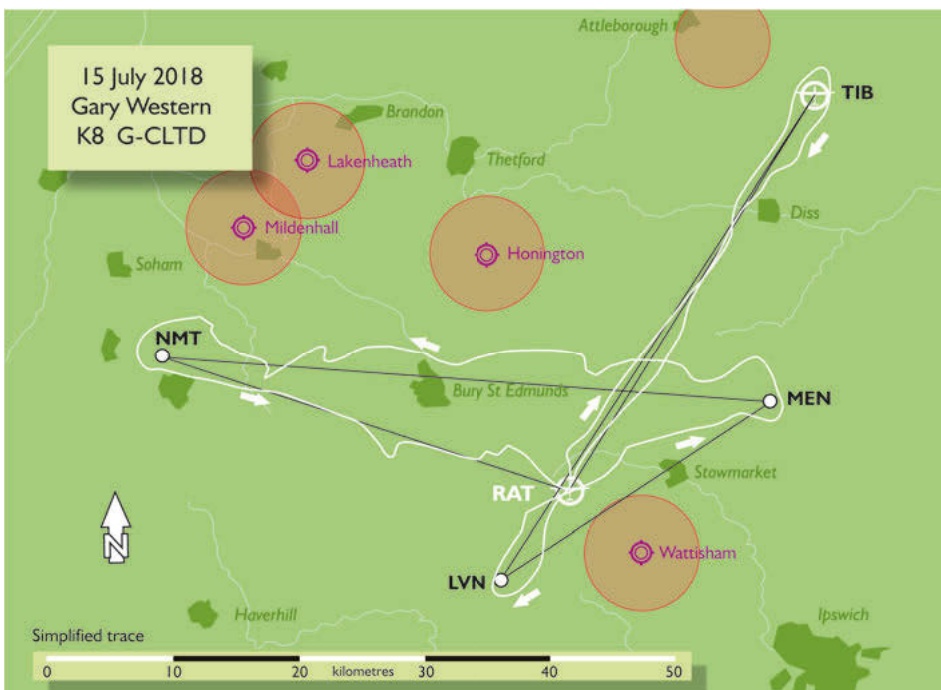 Attleborough
15 July 2018
Gary Western
K8 G-CLTD
TIB
Brandon
Lakenheath
Thetford
Diss
Mildenhall
Honington
Soham
NMT
Bury St Edmunds
MEN
Stowmarket
RAT
N
Wattisham
LVN
Haverhill
Ipswich
Simplified trace
0 10 20 kilometres 30 40 50